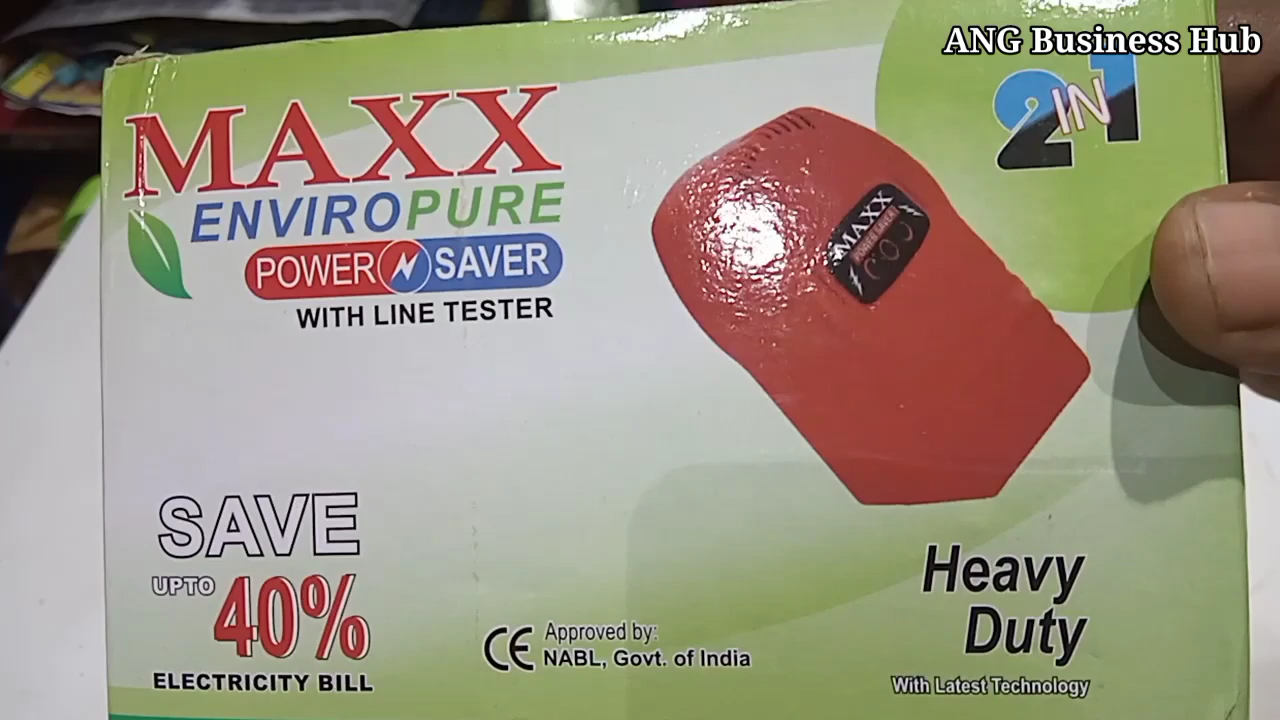 ANG Business Hub
2 IN 1
MAXX
ENVIROPURE
POWER SAVER
WITH LINE TESTER
MAXX
SAVE
UPTO 40%
ELECTRICITY BILL
CE Approved by:
NABL, Govt. of India
Heavy
Duty
With Latest Technology